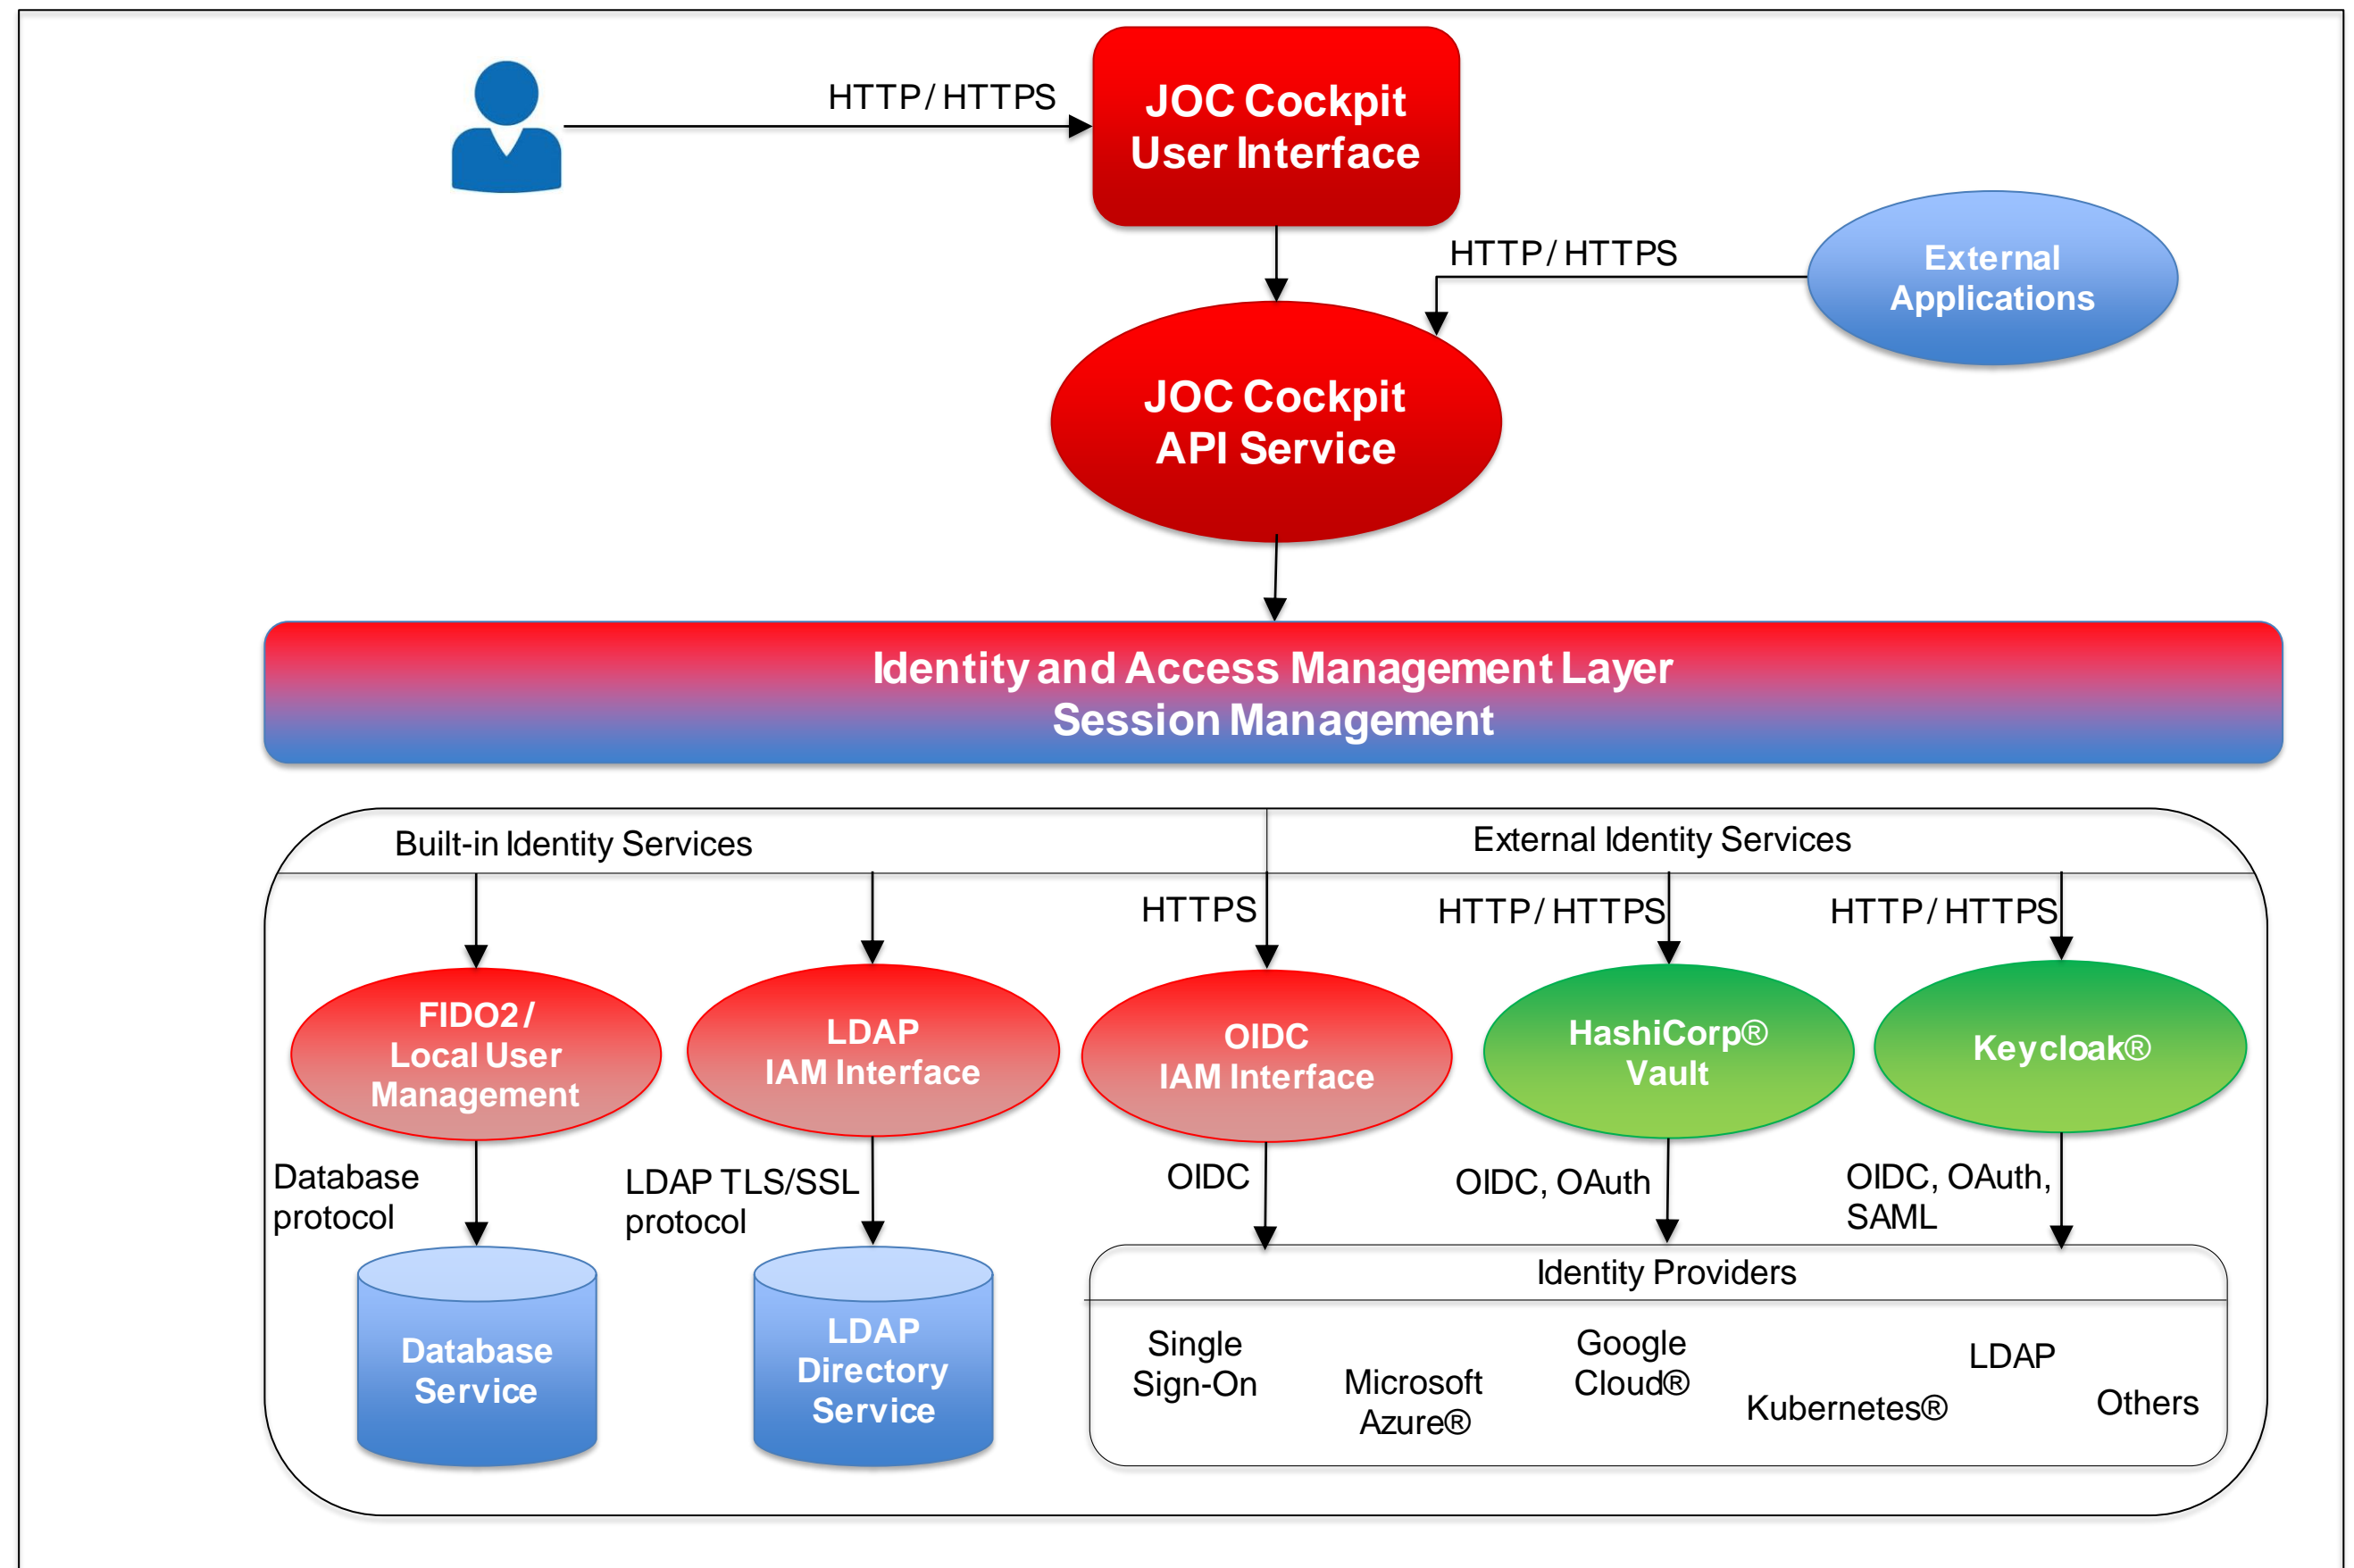 HTTP / HTTPS
JOC Cockpit
User Interface
HTTP / HTTPS
External
Applications
JOC Cockpit
API Service
Identity and Access Management Layer
Session Management
Built-in Identity Services
External Identity Services
HTTPS
HTTP / HTTPS
HTTP / HTTPS
FIDO2 /
Local User
Management
LDAP
IAM Interface
OIDC
IAM Interface
HashiCorp®
Vault
Keycloak®
Database
protocol
LDAP TLS/SSL
protocol
OIDC
OIDC, OAuth
OIDC, OAuth,
SAML
Database
Service
LDAP
Directory
Service
Identity Providers
Single
Sign-On
Microsoft
Azure®
Google
Cloud®
Kubernetes®
LDAP
Others